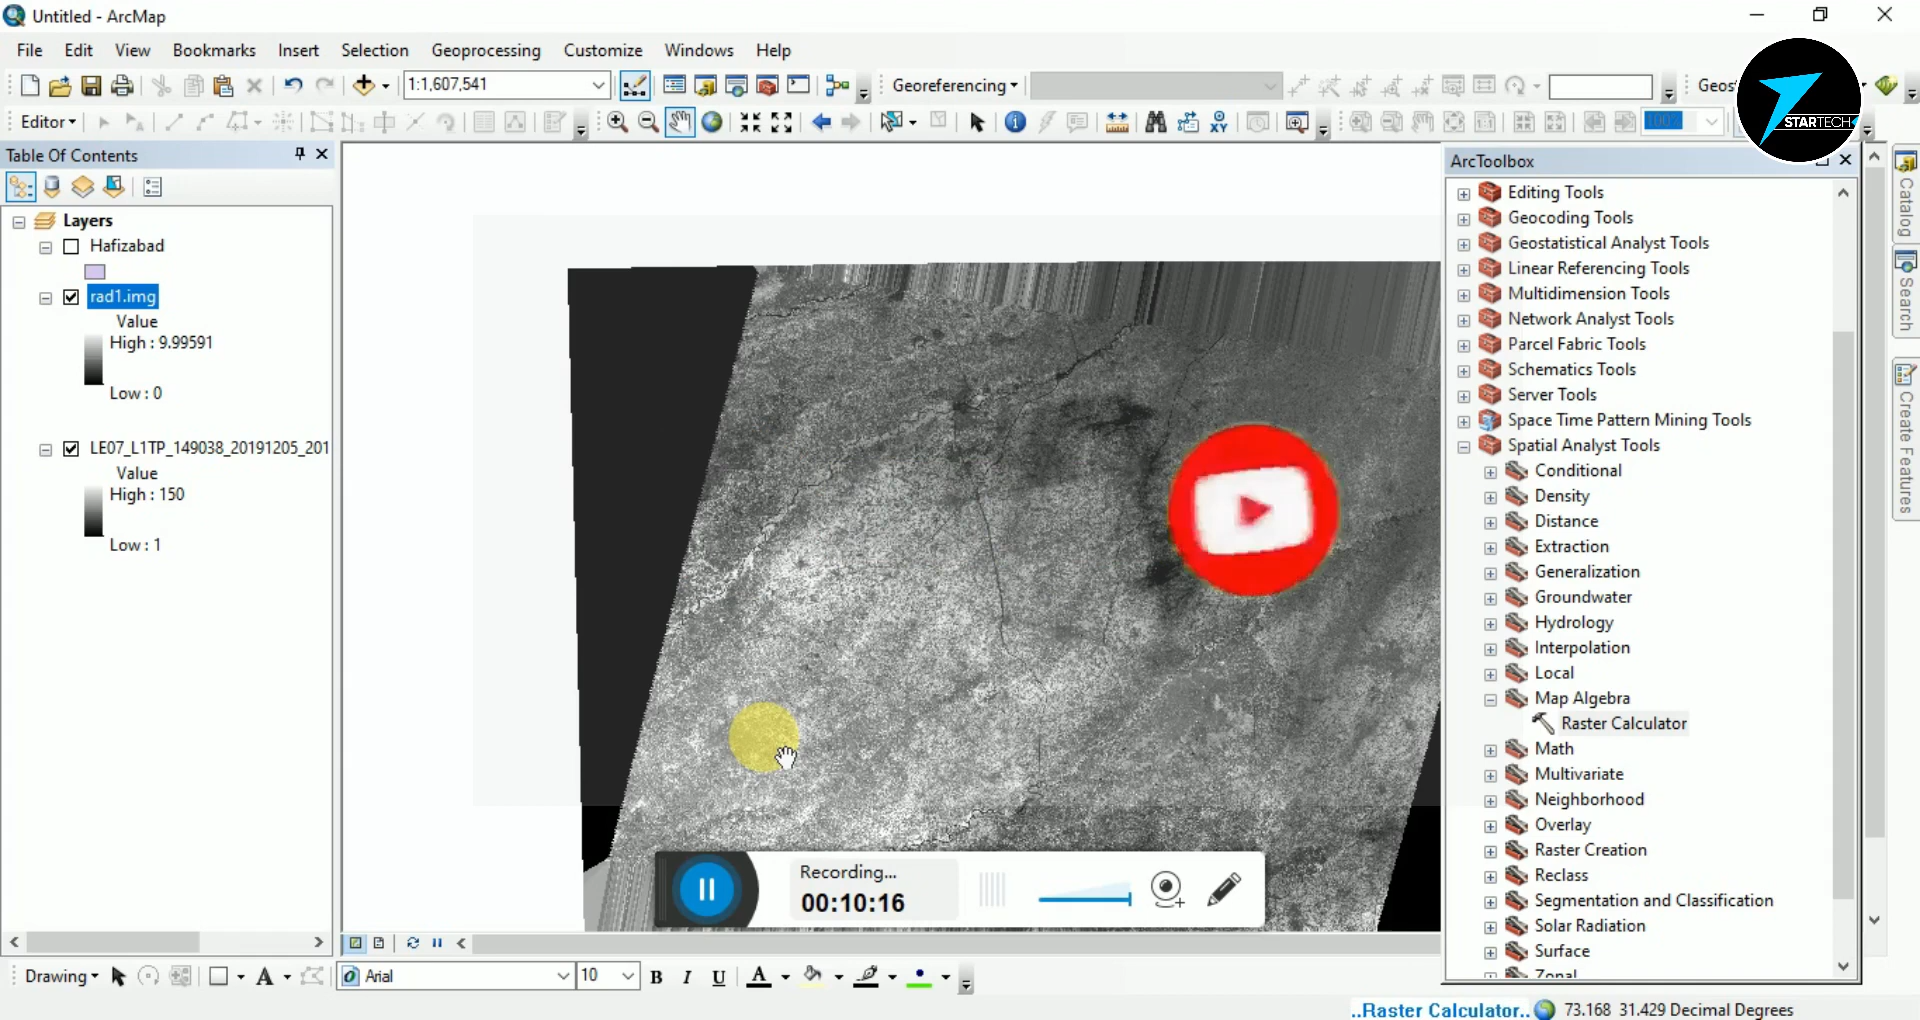 Untitled - ArcMap
File Edit View Bookmarks Insert Selection Geoprocessing Customize Windows Help
1:1,607,541 Georeferencing Geos
STARTECH
Editor 100%
Table Of Contents
Layers
Hafizabad
rad1.img
Value
High : 9.99591
Low : 0
LE07_L1TP_149038_20191205_201
Value
High : 150
Low : 1
Recording...
00:10:16
ArcToolbox
Editing Tools
Geocoding Tools
Geostatistical Analyst Tools
Linear Referencing Tools
Multidimension Tools
Network Analyst Tools
Parcel Fabric Tools
Schematics Tools
Server Tools
Space Time Pattern Mining Tools
Spatial Analyst Tools
Conditional
Density
Distance
Extraction
Generalization
Groundwater
Hydrology
Interpolation
Local
Map Algebra
Raster Calculator
Math
Multivariate
Neighborhood
Overlay
Raster Creation
Reclass
Segmentation and Classification
Solar Radiation
Surface
Zonal
Catalog
Search
Create Features
Drawing A Arial 10 B I U A
..Raster Calculator.. 73.168 31.429 Decimal Degrees